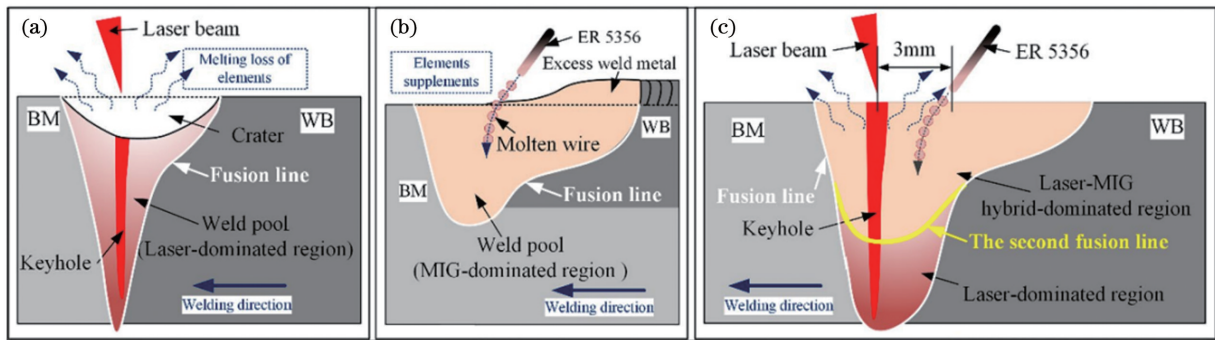 (a)
Laser beam
Melting loss of
elements
BM
WB
Crater
Fusion line
Weld pool
(Laser-dominated region)
Keyhole
Welding direction
(b)
ER 5356
Elements
supplements
Excess weld metal
WB
Molten wire
BM
Fusion line
Weld pool
(MIG-dominated region )
Welding direction
(c)
Laser beam
3mm
ER 5356
BM
WB
Fusion line
Laser-MIG
hybrid-dominated region
Keyhole
The second fusion line
Laser-dominated region
Welding direction